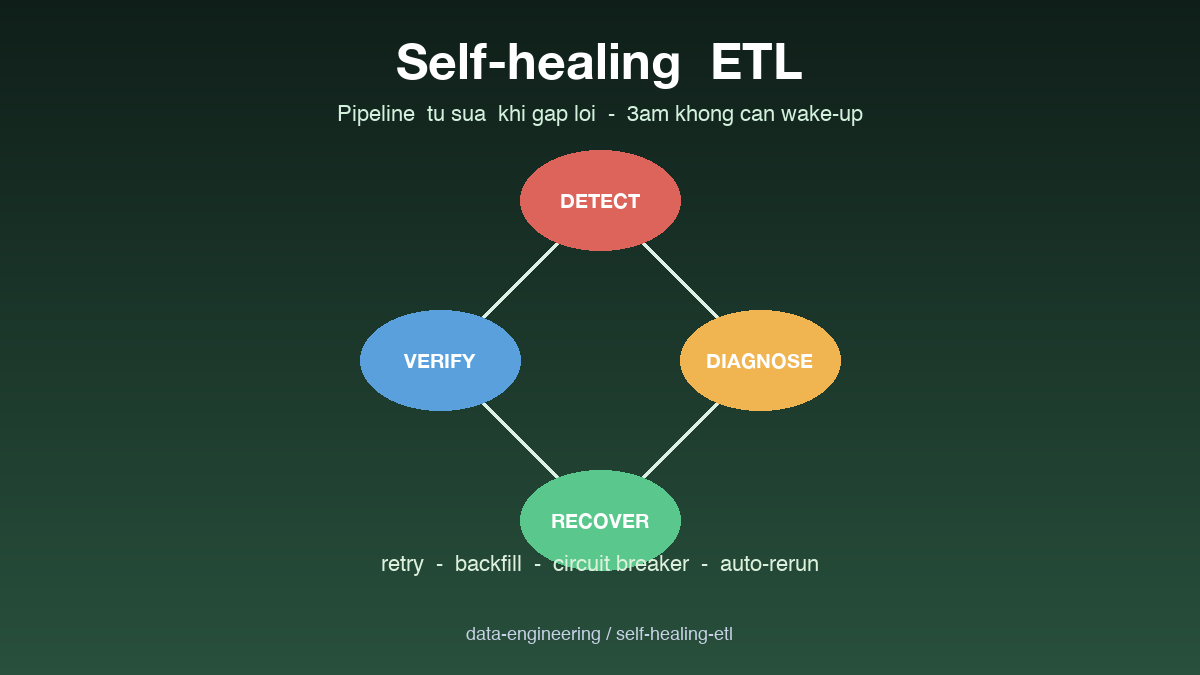 Self-healing ETL
Pipeline tu sua khi gap loi - 3am khong can wake-up
DETECT
VERIFY
DIAGNOSE
RECOVER
retry - backfill - circuit breaker - auto-rerun
data-engineering / self-healing-etl